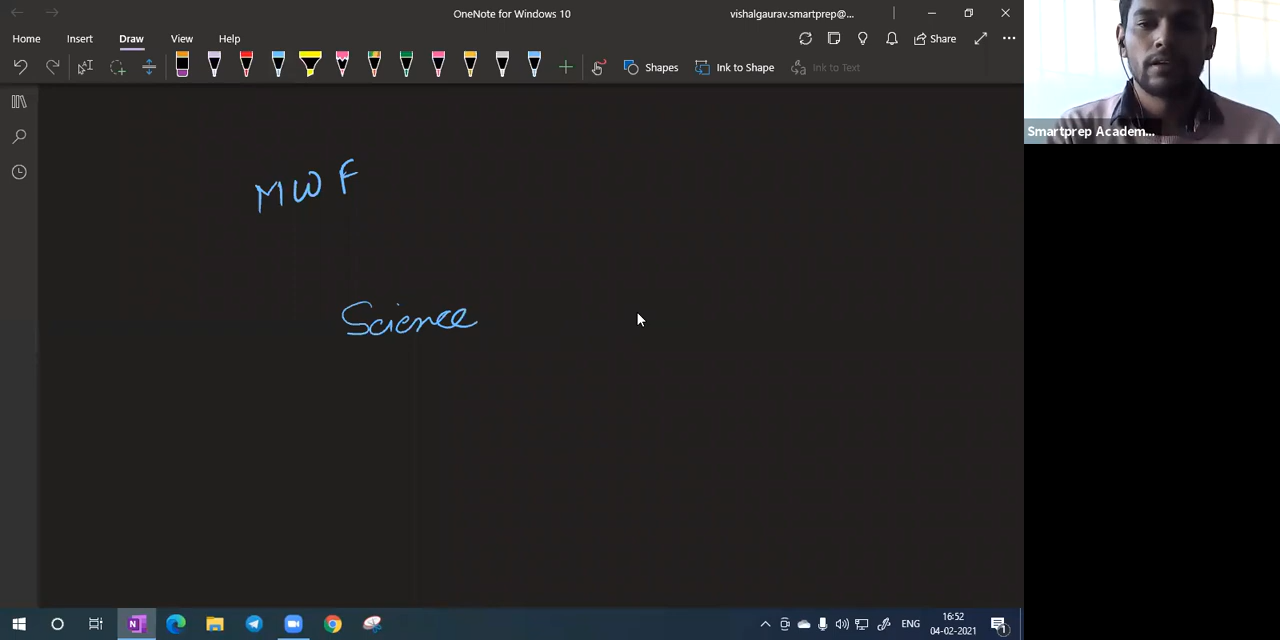 OneNote for Windows 10
vishalgaurav.smartprep@...
Home Insert Draw View Help
Share
Shapes
Ink to Shape
Ink to Text
Smartprep Academ...
MWF
Science
16:52
ENG
04-02-2021
1